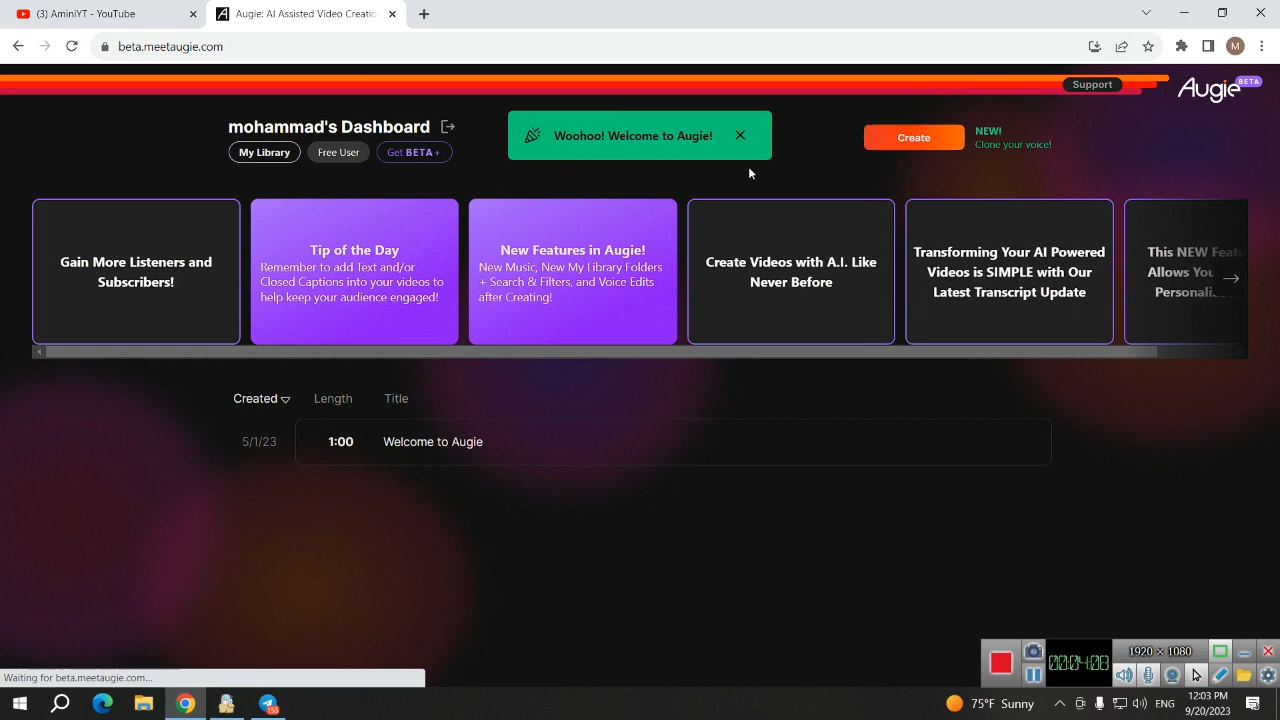 (3) AminiYT - YouTube
Augie: AI Assisted Video Creatio
beta.meetaugie.com
M
Support
Augie BETA
mohammad's Dashboard
My Library
Free User
Get BETA+
Woohoo! Welcome to Augie!
Create
NEW!
Clone your voice!
Gain More Listeners and
Subscribers!
Tip of the Day
Remember to add Text and/or
Closed Captions into your videos to
help keep your audience engaged!
New Features in Augie!
New Music, New My Library Folders
+ Search & Filters, and Voice Edits
after Creating!
Create Videos with A.I. Like
Never Before
Transforming Your AI Powered
Videos is SIMPLE with Our
Latest Transcript Update
This NEW Featu
Allows You
Personali
Created
Length
Title
5/1/23
1:00
Welcome to Augie
Waiting for beta.meetaugie.com...
1920 × 1080
00:04:08
155
75°F Sunny
ENG
12:03 PM
9/20/2023